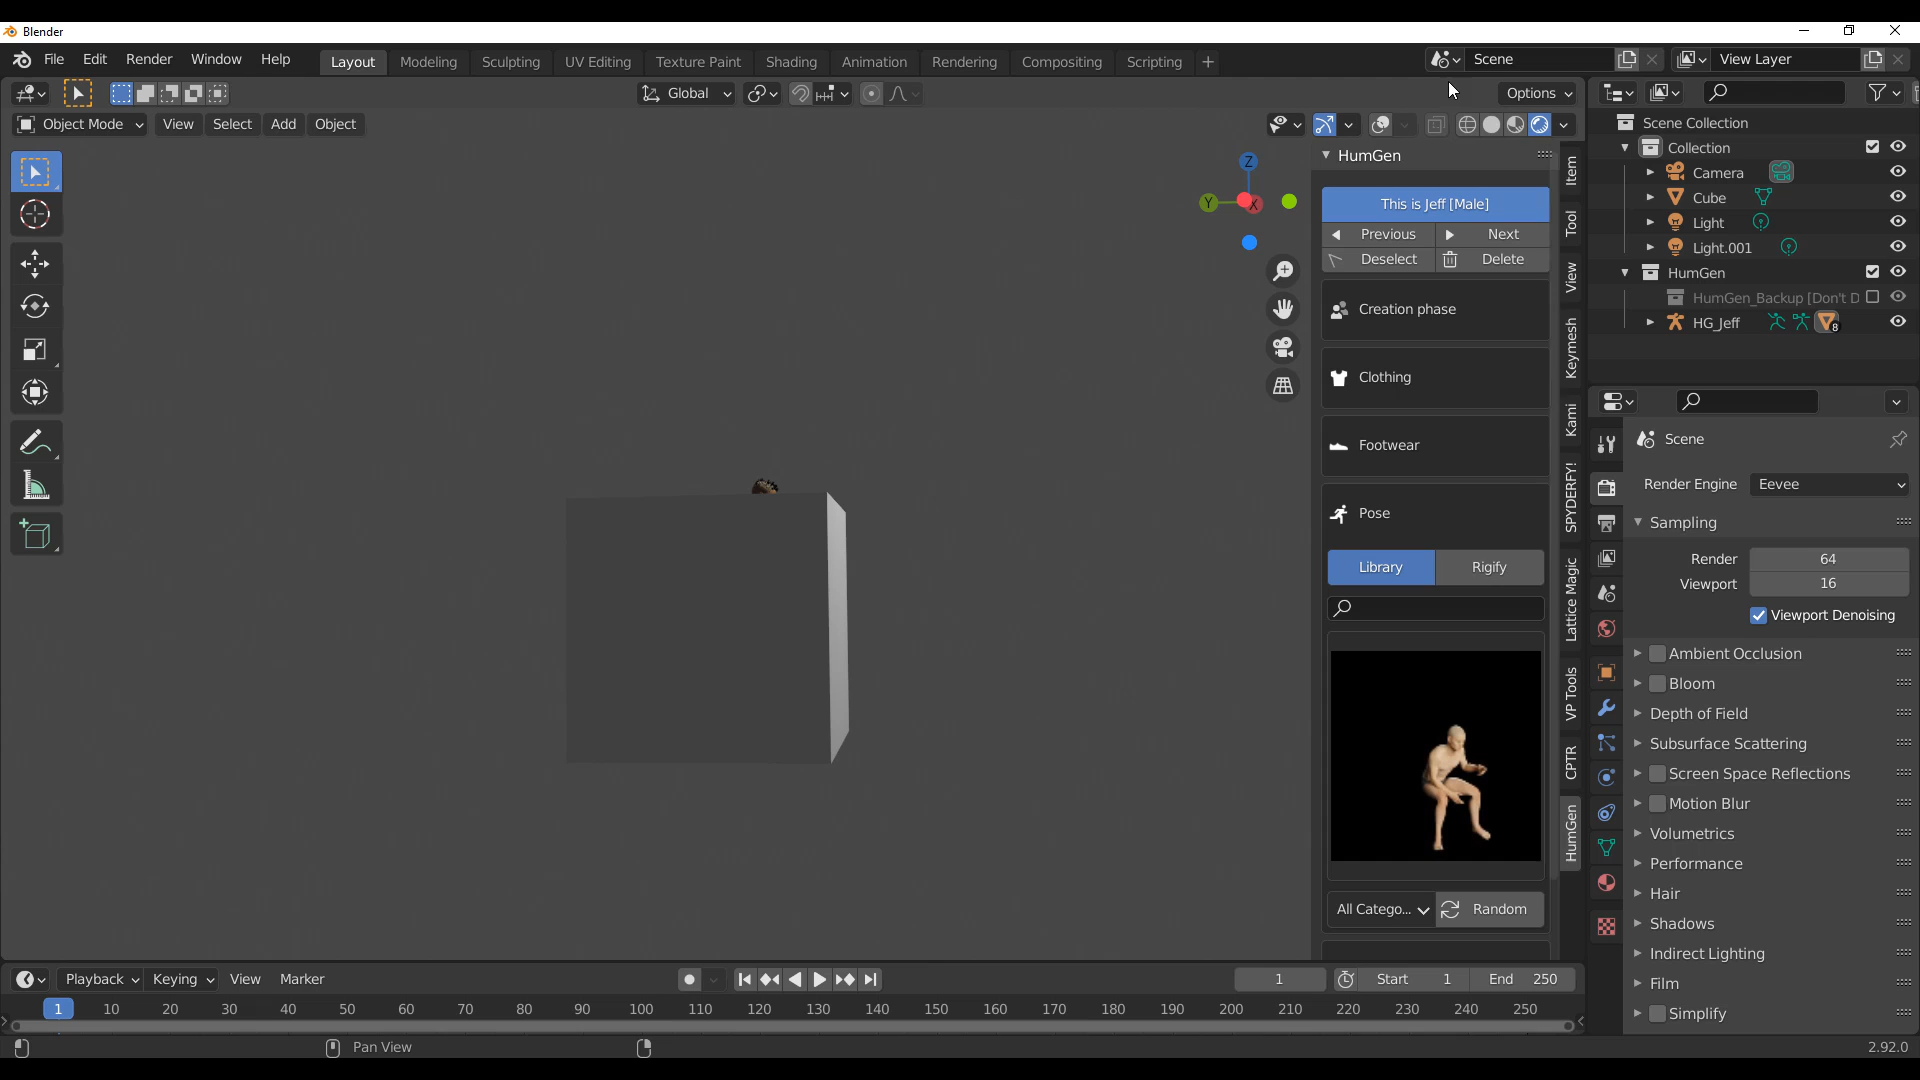 Blender
File Edit Render Window Help Layout Modeling Sculpting UV Editing Texture Paint Shading Animation Rendering Compositing Scripting + Scene View Layer
Global Options
Object Mode View Select Add Object
Z
Y X
HumGen
This is Jeff [Male]
Previous Next
Deselect Delete
Creation phase
Clothing
Footwear
Pose
Library Rigify
All Catego... Random
Item
Tool
View
Keymesh
Kami
SPYDERFY!
Lattice Magic
VP Tools
CPTR
HumGen
Scene Collection
Collection
Camera
Cube
Light
Light.001
HumGen
HumGen_Backup [Don't D
HG_Jeff 8
Scene
Render Engine Eevee
Sampling
Render 64
Viewport 16
Viewport Denoising
Ambient Occlusion
Bloom
Depth of Field
Subsurface Scattering
Screen Space Reflections
Motion Blur
Volumetrics
Performance
Hair
Shadows
Indirect Lighting
Film
Simplify
Playback Keying View Marker 1 Start 1 End 250
1 10 20 30 40 50 60 70 80 90 100 110 120 130 140 150 160 170 180 190 200 210 220 230 240 250
Pan View 2.92.0